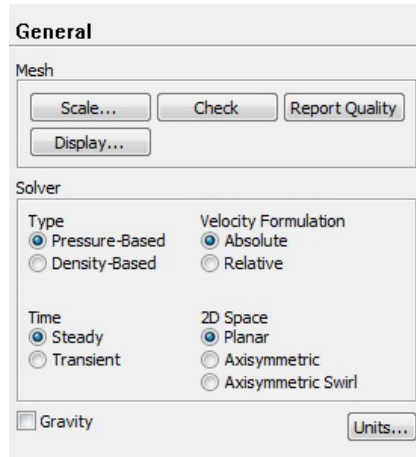 General
Mesh
Scale... Check Report Quality
Display...
Solver
Type Velocity Formulation
Pressure-Based Absolute
Density-Based Relative
Time 2D Space
Steady Planar
Transient Axisymmetric
Axisymmetric Swirl
Gravity Units...